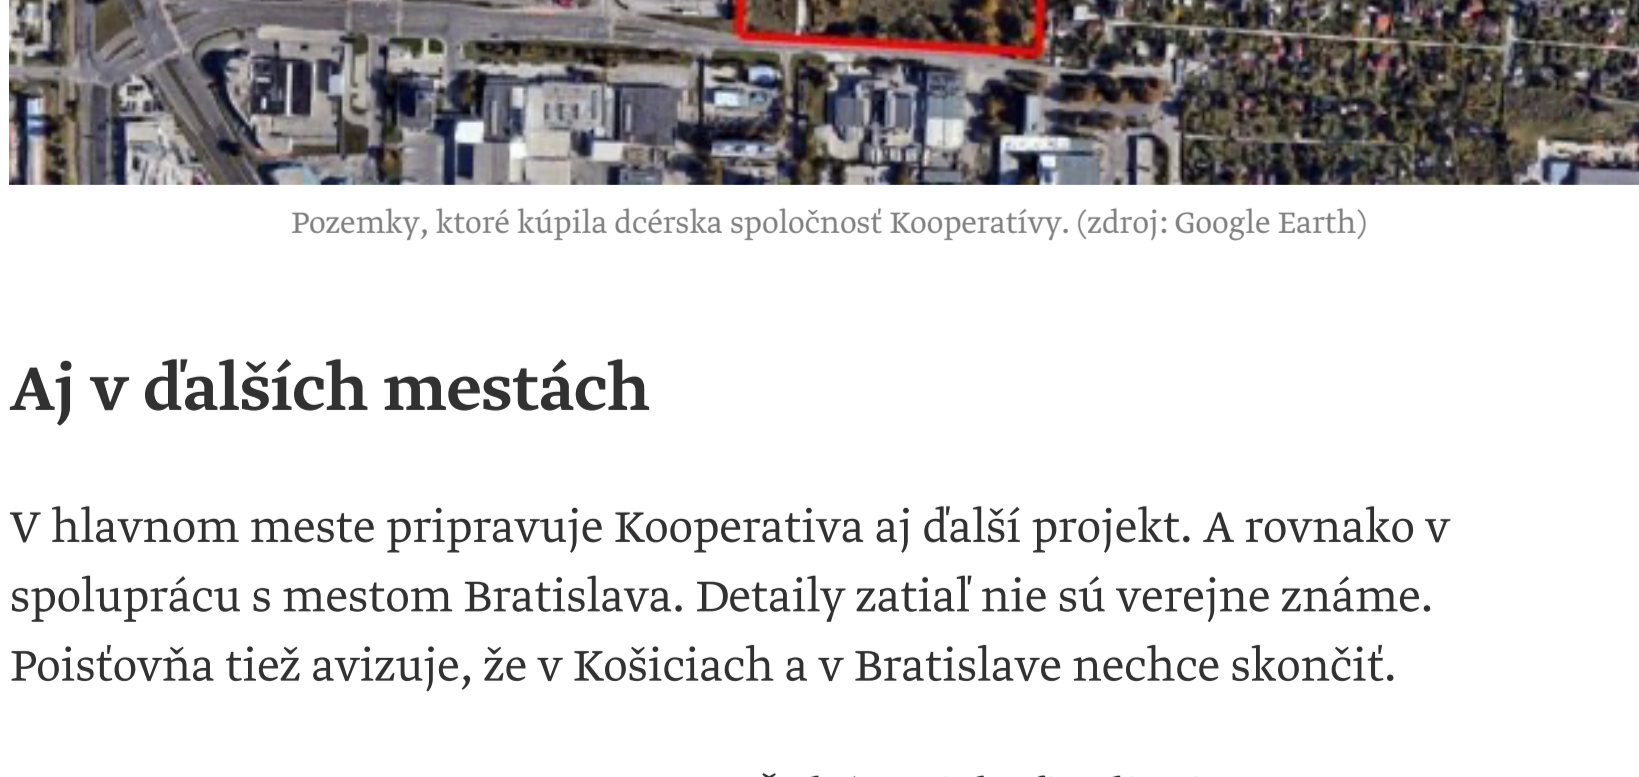 Pozemky, ktoré kúpila dcérska spoločnosť Kooperatívy. (zdroj: Google Earth)
Aj v ďalších mestách
V hlavnom meste pripravuje Kooperativa aj ďalší projekt. A rovnako v
spoluprácu s mestom Bratislava. Detaily zatiaľ nie sú verejne známe.
Poisťovňa tiež avizuje, že v Košiciach a v Bratislave nechce skončiť.